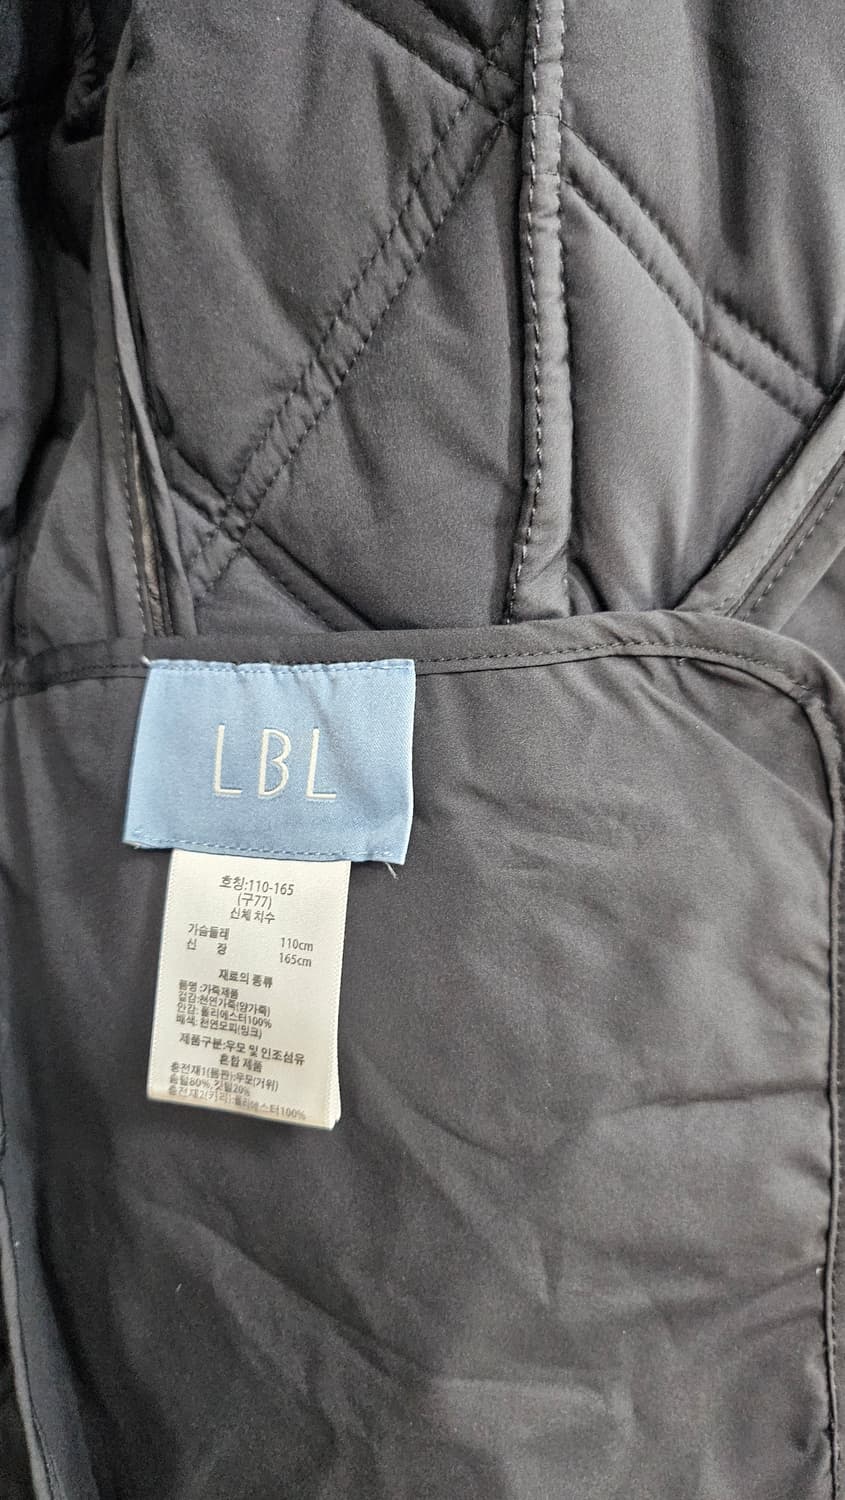 LBL
호칭:110-165
(구77)
신체 치수
가슴둘레 110cm
신 장 165cm
재료의 종류
품명:가죽제품
겉감:천연가죽(양가죽)
안감:폴리에스터100%
배색:천연모피(밍크)
제품구분:우모 및 인조섬유
혼합 제품
충전재1(몸판):우모(거위)
솜털80%, 깃털20%
충전재2(카라):폴리에스터100%